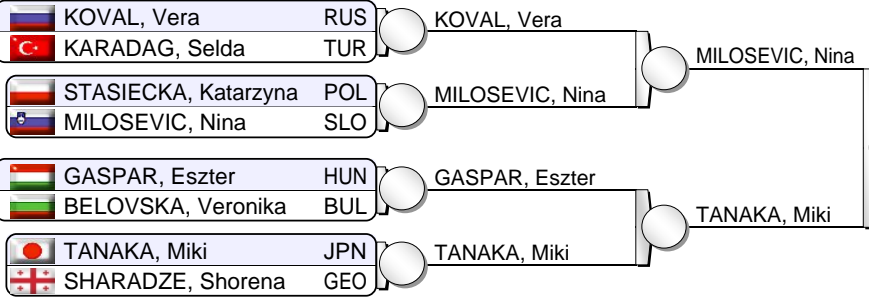 KOVAL, Vera RUS
KARADAG, Selda TUR
STASIECKA, Katarzyna POL
MILOSEVIC, Nina SLO
GASPAR, Eszter HUN
BELOVSKA, Veronika BUL
TANAKA, Miki JPN
SHARADZE, Shorena GEO
KOVAL, Vera
MILOSEVIC, Nina
GASPAR, Eszter
TANAKA, Miki
MILOSEVIC, Nina
TANAKA, Miki